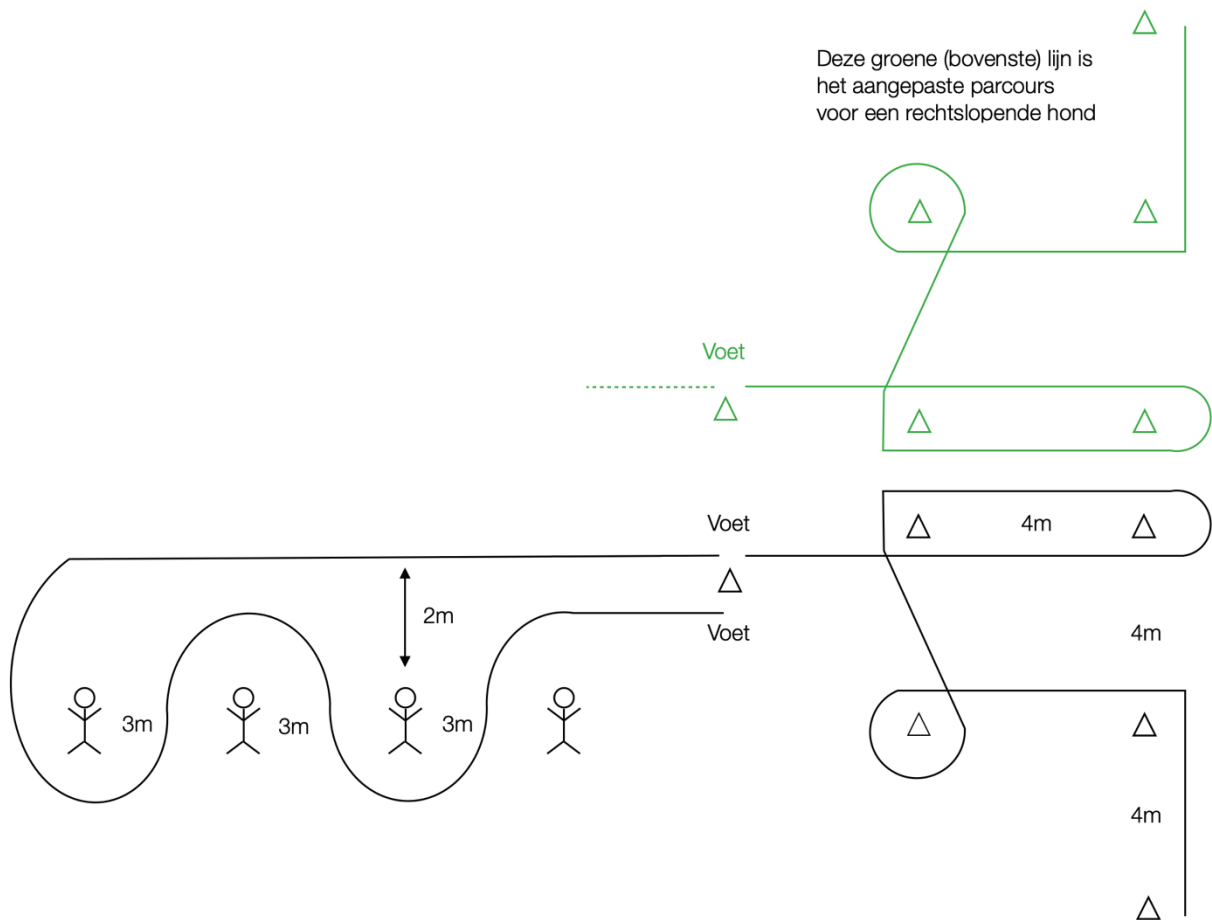 Deze groene (bovenste) lijn is
het aangepaste parcours
voor een rechtslopende hond
Voet
Voet
4m
2m
Voet
4m
3m
3m
3m
4m